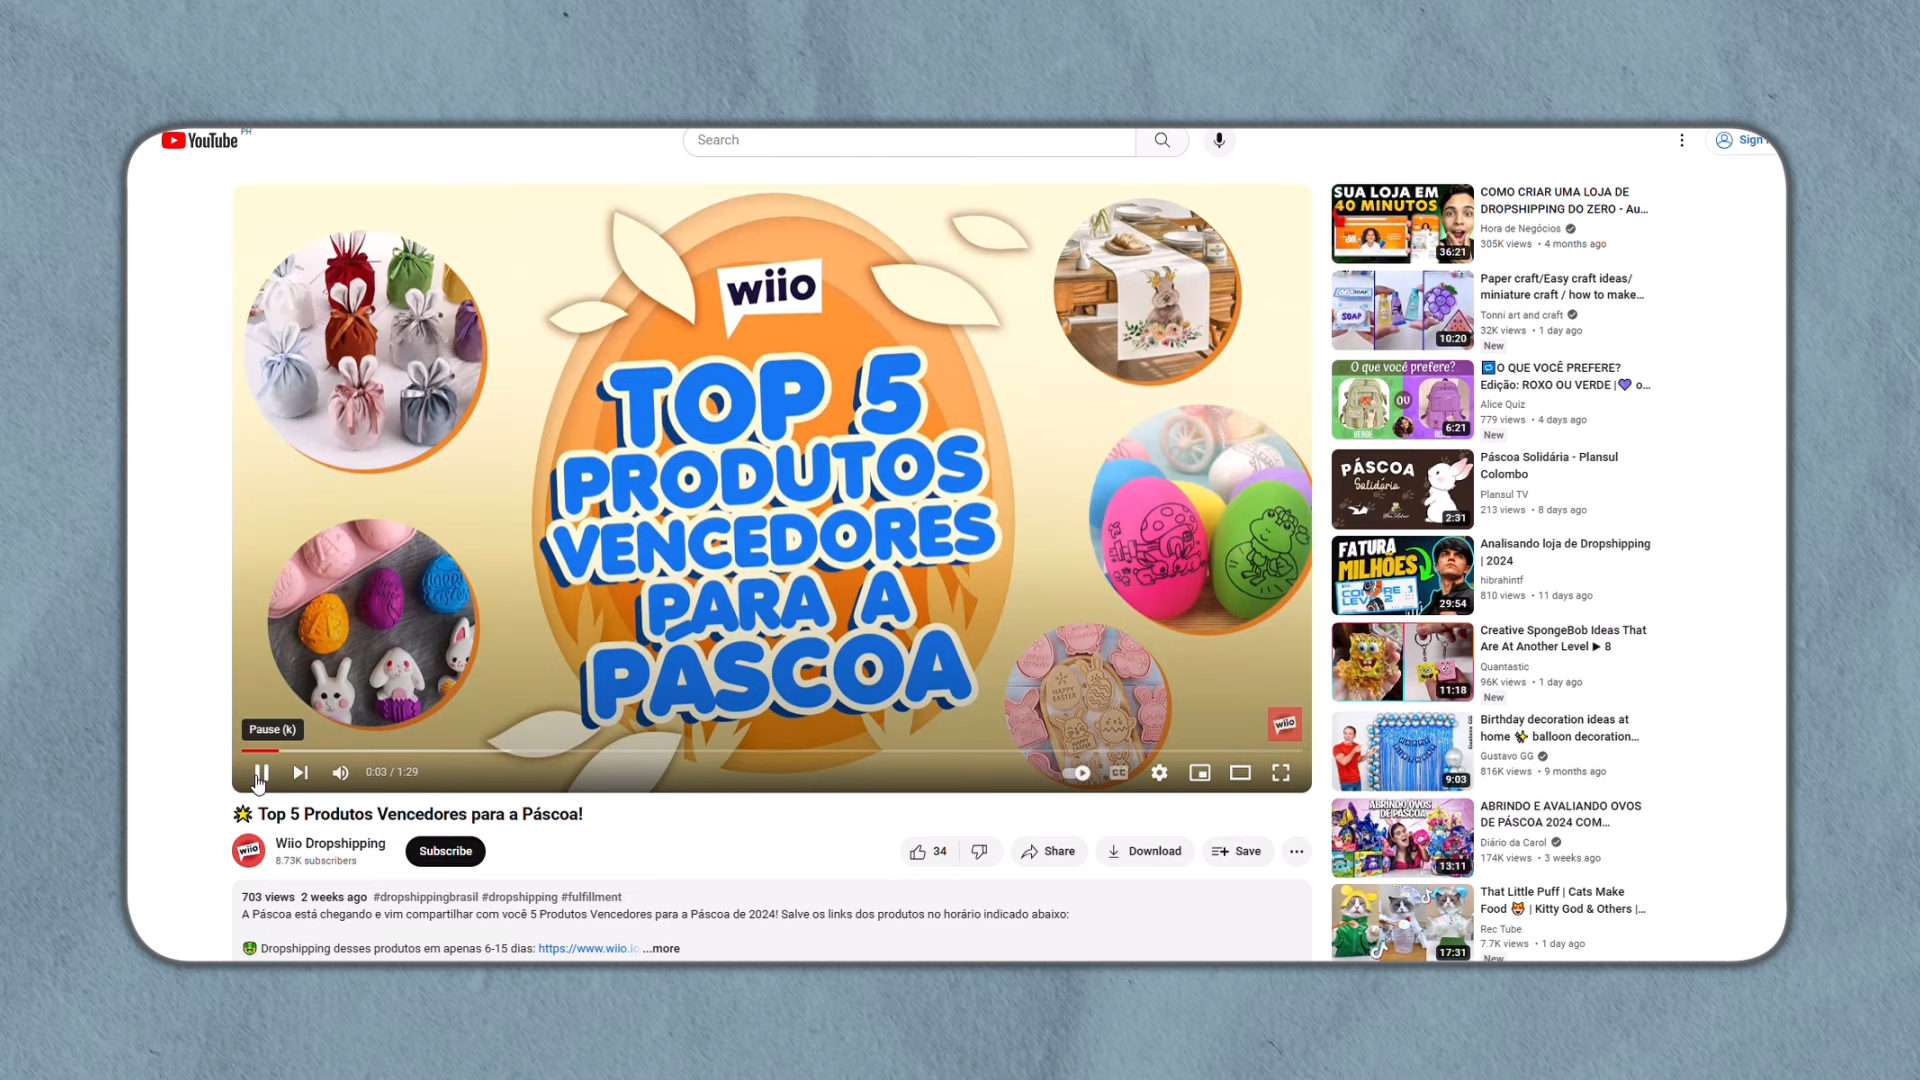 YouTube PH
Search
Sign
wiio
TOP 5
PRODUTOS
VENCEDORES
PARA A
PÁSCOA
HAPPY
EASTER
wiio
Pause (k)
0:03 / 1:29
CC
🌟 Top 5 Produtos Vencedores para a Páscoa!
wiio
Wiio Dropshipping
8.73K subscribers
Subscribe
34
Share
Download
Save
703 views 2 weeks ago #dropshippingbrasil #dropshipping #fulfillment
A Páscoa está chegando e vim compartilhar com você 5 Produtos Vencedores para a Páscoa de 2024! Salve os links dos produtos no horário indicado abaixo:
🤑 Dropshipping desses produtos em apenas 6-15 dias: https://www.wiio.io ...more
SUA LOJA EM
40 MINUTOS
36:21
COMO CRIAR UMA LOJA DE
DROPSHIPPING DO ZERO - Au...
Hora de Negócios
305K views • 4 months ago
SOAP
10:20
Paper craft/Easy craft ideas/
miniature craft / how to make...
Tonni art and craft
32K views • 1 day ago
New
O que você prefere?
OU
VERDE
6:21
O QUE VOCÊ PREFERE?
Edição: ROXO OU VERDE |💜 o...
Alice Quiz
779 views • 4 days ago
New
PÁSCOA
Solidária
2:31
Páscoa Solidária - Plansul
Colombo
Plansul TV
213 views • 8 days ago
FATURA
MILHÕES
29:54
Analisando loja de Dropshipping
| 2024
hibrahintf
810 views • 11 days ago
11:18
Creative SpongeBob Ideas That
Are At Another Level ▶ 8
Quantastic
96K views • 1 day ago
New
9:03
Birthday decoration ideas at
home ✨ balloon decoration...
Gustavo GG
816K views • 9 months ago
ABRINDO E AVALIANDO OVOS
DE PÁSCOA
13:11
ABRINDO E AVALIANDO OVOS
DE PÁSCOA 2024 COM...
Diário da Carol
174K views • 3 weeks ago
17:31
That Little Puff | Cats Make
Food 😻 | Kitty God & Others |...
Rec Tube
7.7K views • 1 day ago
New